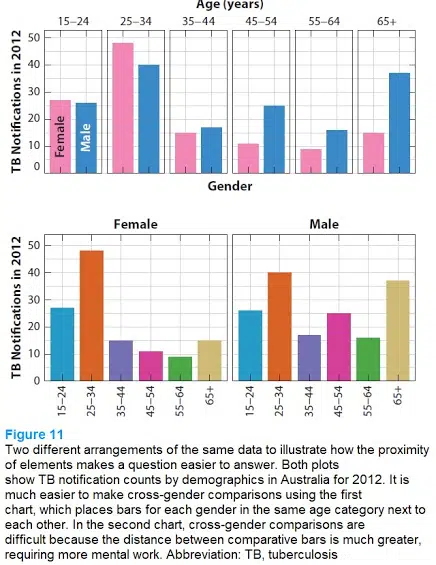 Age (years)
15–24 25–34 35–44 45–54 55–64 65+
TB Notifications in 2012
50
40
30
20
10
0
Female
Male
Gender
Female Male
TB Notifications in 2012
50
40
30
20
10
0
15–24 25–34 35–44 45–54 55–64 65+ 15–24 25–34 35–44 45–54 55–64 65+
Figure 11
Two different arrangements of the same data to illustrate how the proximity
of elements makes a question easier to answer. Both plots
show TB notification counts by demographics in Australia for 2012. It is
much easier to make cross-gender comparisons using the first
chart, which places bars for each gender in the same age category next to
each other. In the second chart, cross-gender comparisons are
difficult because the distance between comparative bars is much greater,
requiring more mental work. Abbreviation: TB, tuberculosis